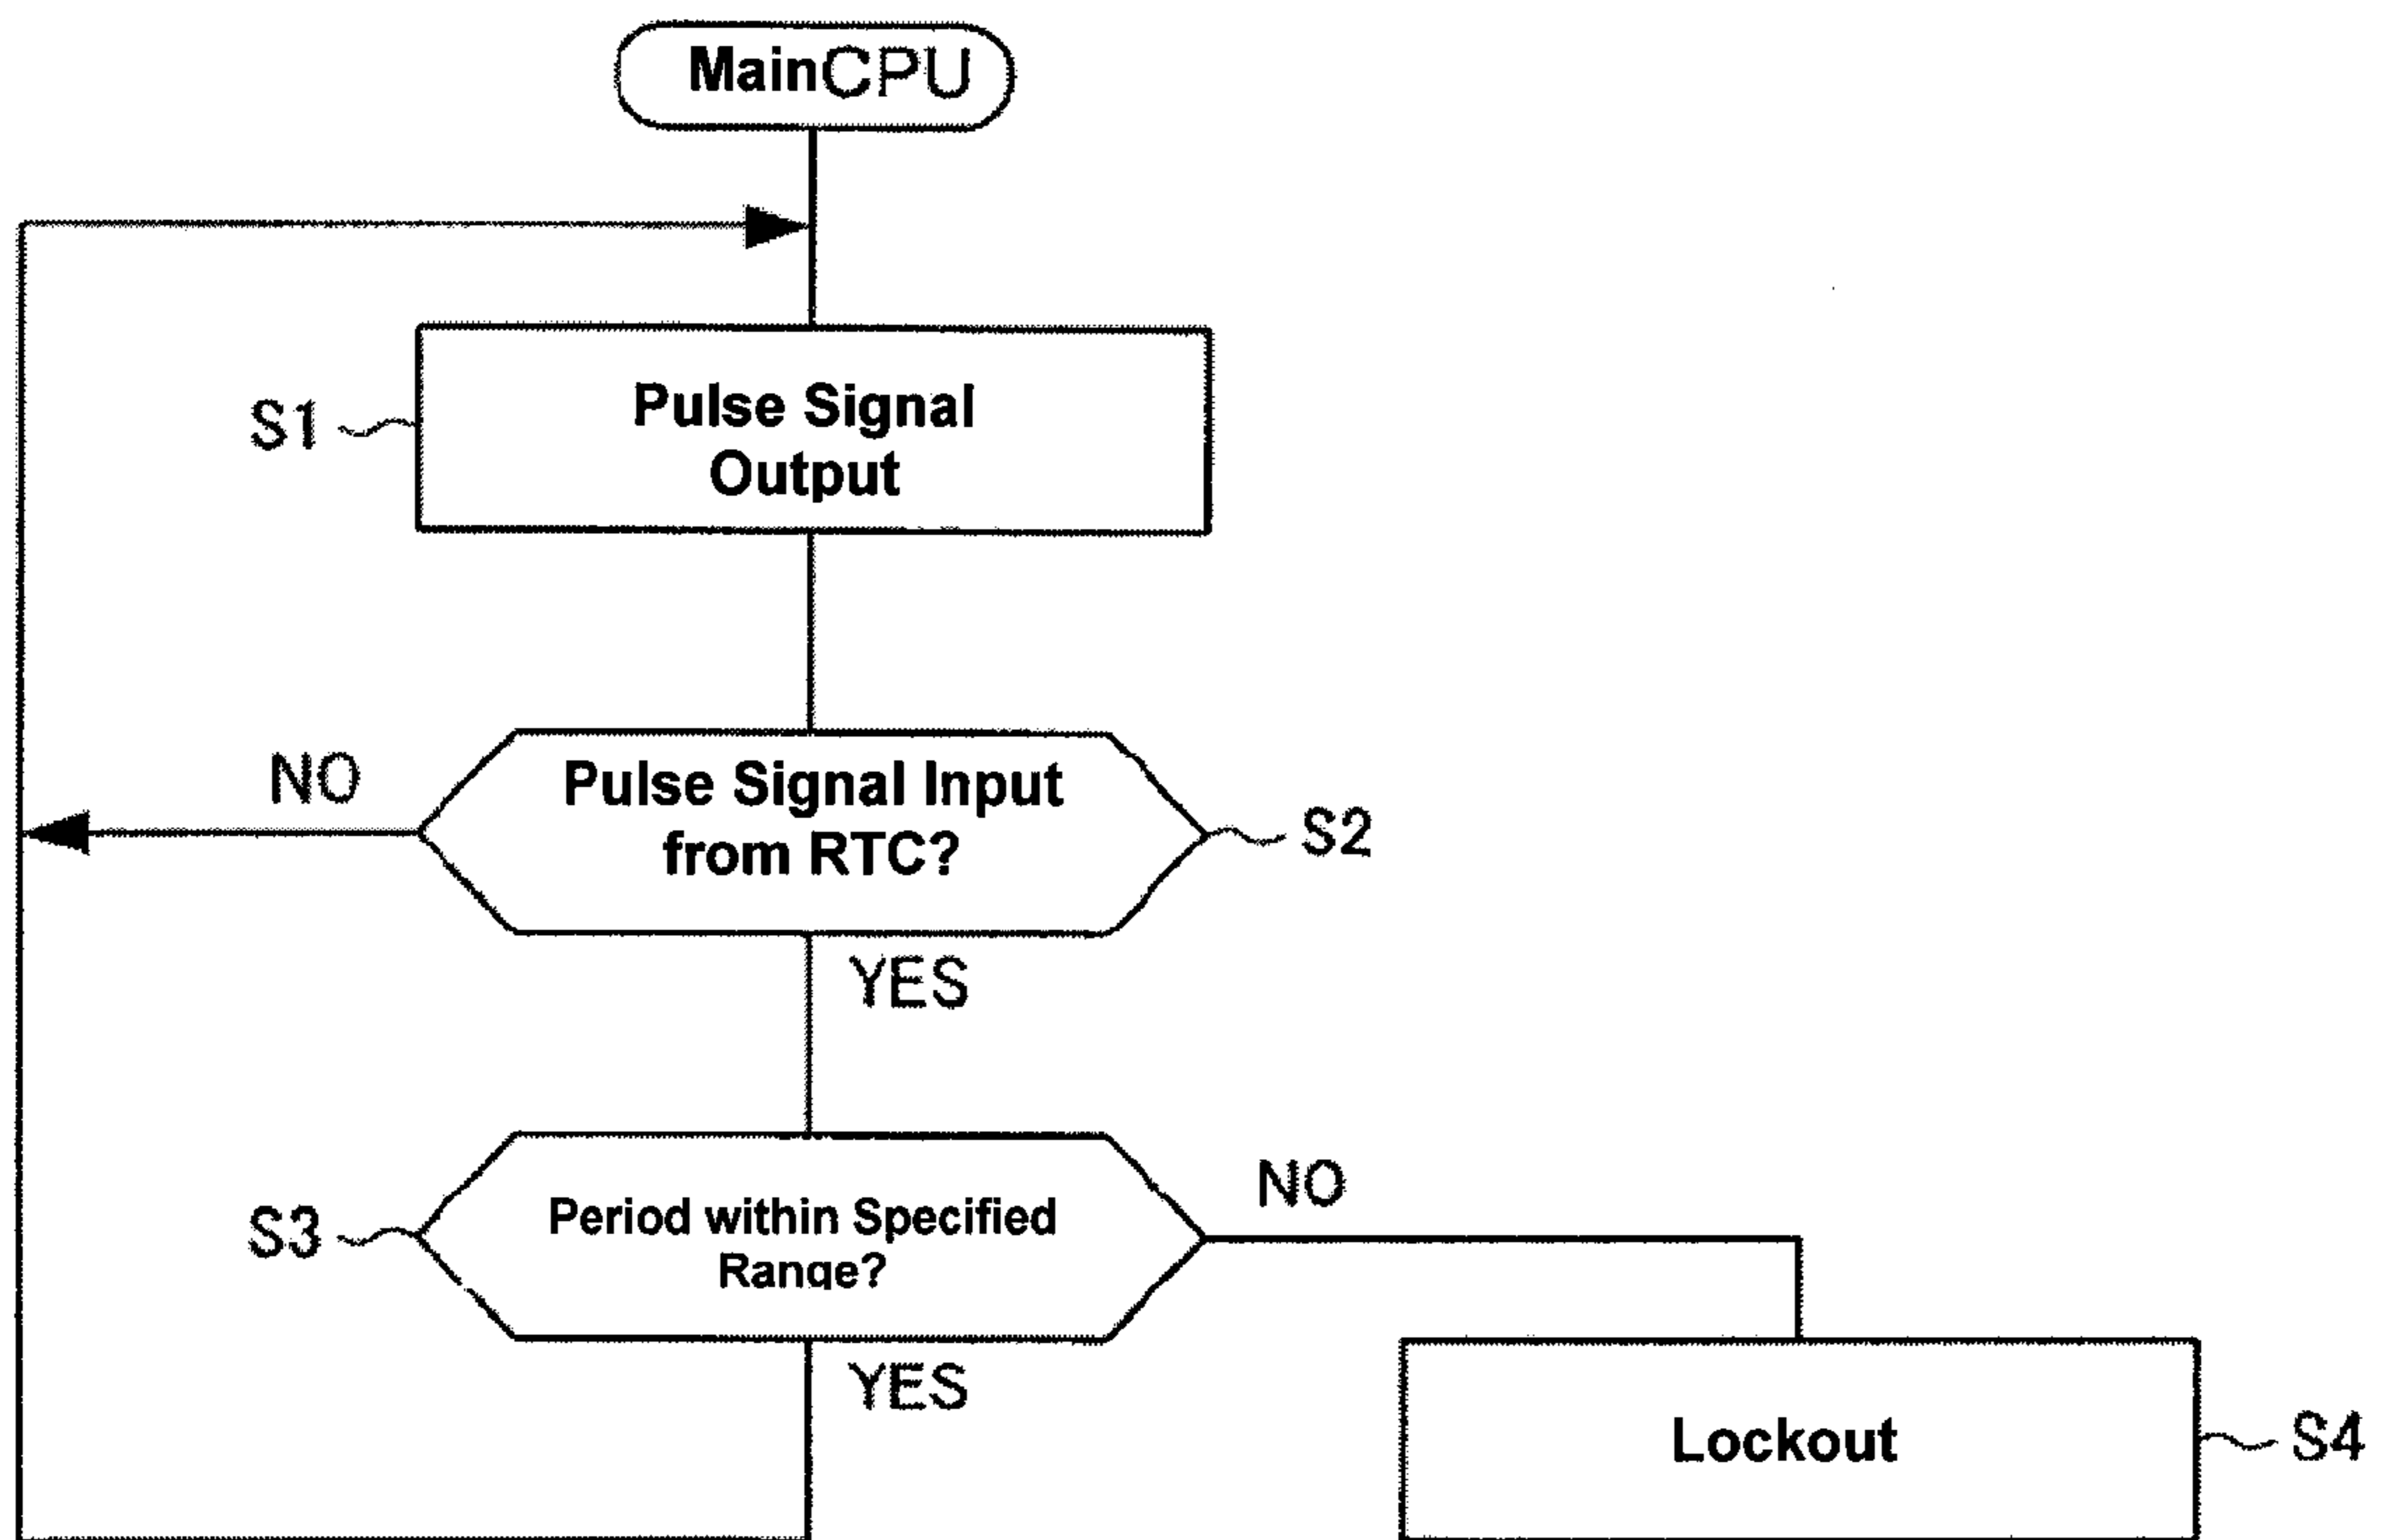 MainCPU
S1
Pulse Signal
Output
NO
Pulse Signal Input
from RTC?
S2
YES
S3
Period within Specified
Range?
NO
YES
Lockout
S4